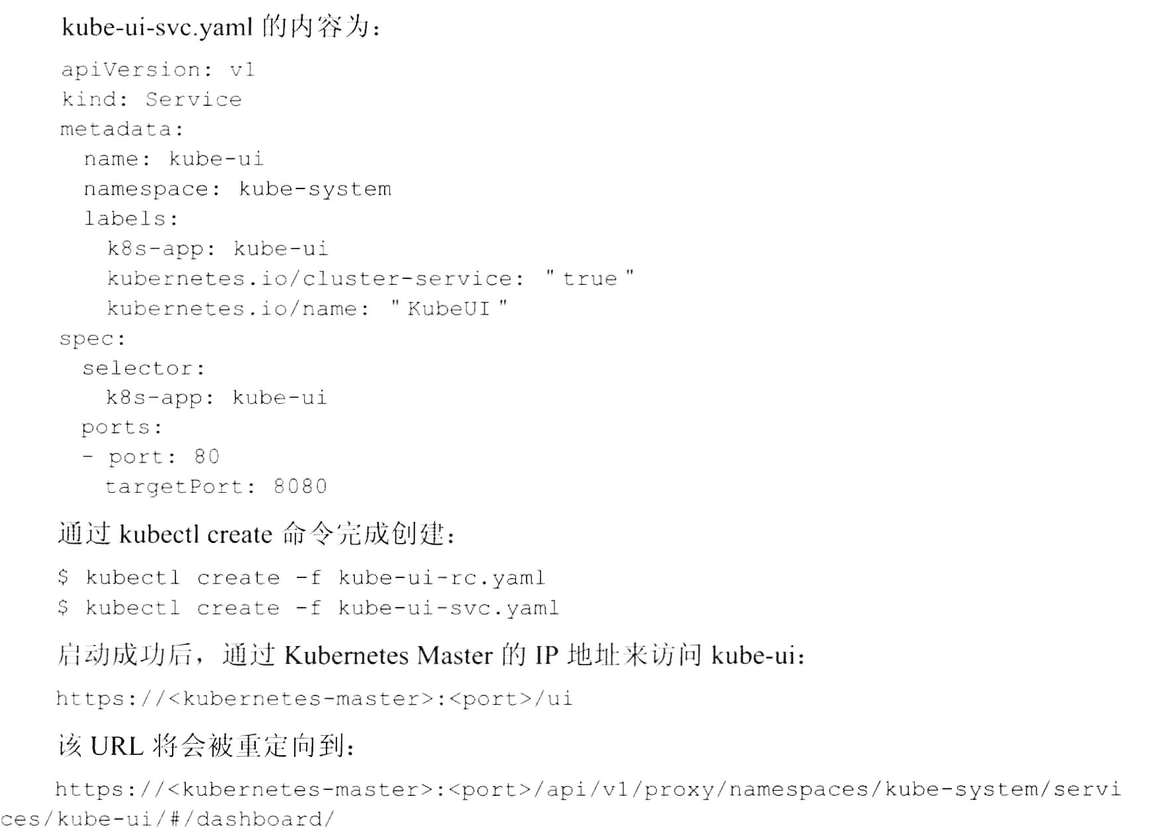 kube-ui-svc.yaml 的内容为：
apiVersion: v1
kind: Service
metadata:
  name: kube-ui
  namespace: kube-system
  labels:
    k8s-app: kube-ui
    kubernetes.io/cluster-service: "true"
    kubernetes.io/name: "KubeUI"
spec:
  selector:
    k8s-app: kube-ui
  ports:
  - port: 80
    targetPort: 8080
通过 kubectl create 命令完成创建：
$ kubectl create -f kube-ui-rc.yaml
$ kubectl create -f kube-ui-svc.yaml
启动成功后，通过 Kubernetes Master 的 IP 地址来访问 kube-ui：
https://<kubernetes-master>:<port>/ui
该 URL 将会被重定向到：
https://<kubernetes-master>:<port>/api/v1/proxy/namespaces/kube-system/servi
ces/kube-ui/#/dashboard/